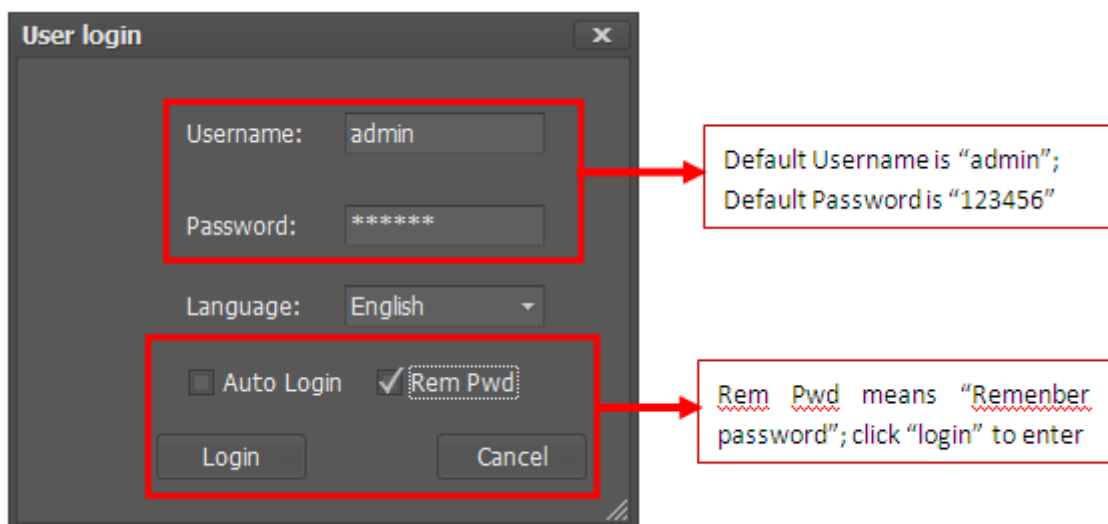 User login
Username: admin
Password: ******
Language: English
Auto Login Rem Pwd
Login Cancel
Default Username is “admin”;
Default Password is “123456”
Rem Pwd means “Remenber
password”; click “login” to enter